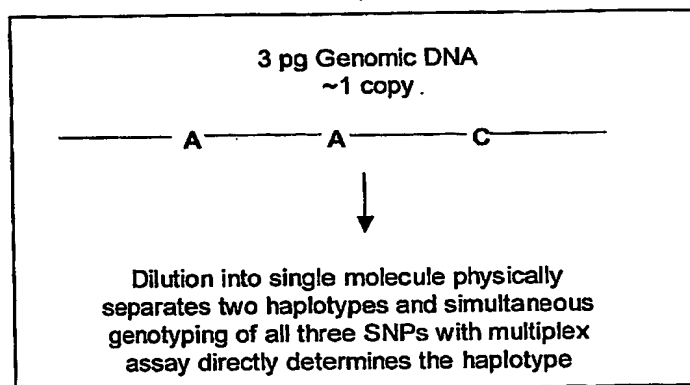 3 pg Genomic DNA
~1 copy .
A A C
Dilution into single molecule physically
separates two haplotypes and simultaneous
genotyping of all three SNPs with multiplex
assay directly determines the haplotype